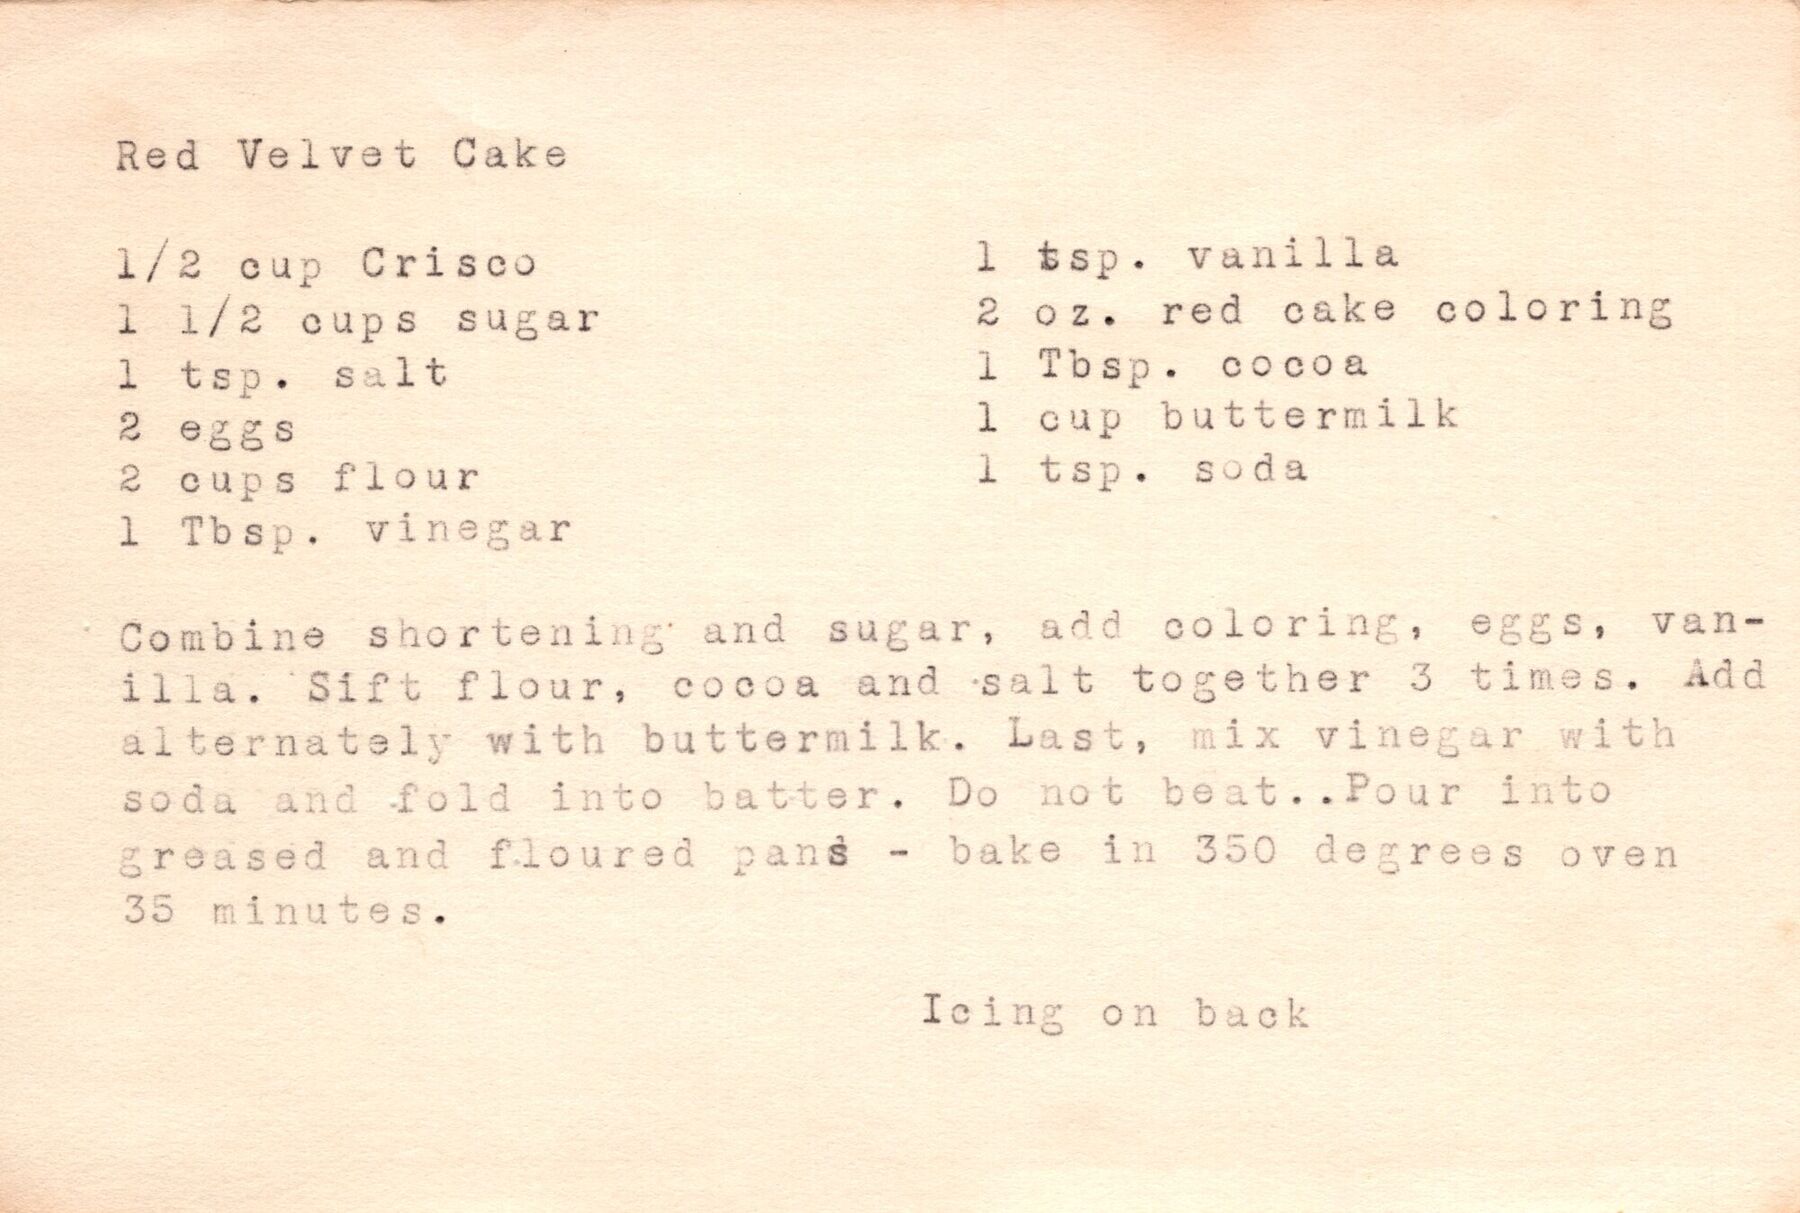 Red Velvet Cake
1/2 cup Crisco
1 1/2 cups sugar
1 tsp. salt
2 eggs
2 cups flour
1 Tbsp. vinegar
1 tsp. vanilla
2 oz. red cake coloring
1 Tbsp. cocoa
1 cup buttermilk
1 tsp. soda
Combine shortening and sugar, add coloring, eggs, van-
illa. Sift flour, cocoa and salt together 3 times. Add
alternately with buttermilk. Last, mix vinegar with
soda and fold into batter. Do not beat..Pour into
greased and floured pans - bake in 350 degrees oven
35 minutes.
Icing on back